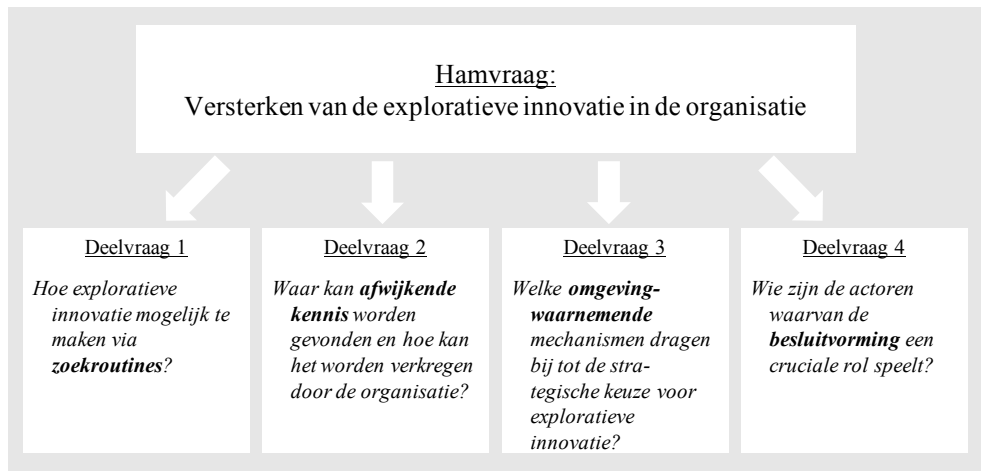 Hamvraag:
Versterken van de exploratieve innovatie in de organisatie
Deelvraag 1
Hoe exploratieve
innovatie mogelijk te
maken via
zoekroutines?
Deelvraag 2
Waar kan afwijkende
kennis worden
gevonden en hoe kan
het worden verkregen
door de organisatie?
Deelvraag 3
Welke omgeving-
waarnemende
mechanismen dragen
bij tot de stra-
tegische keuze voor
exploratieve
innovatie?
Deelvraag 4
Wie zijn de actoren
waarvan de
besluitvorming een
cruciale rol speelt?